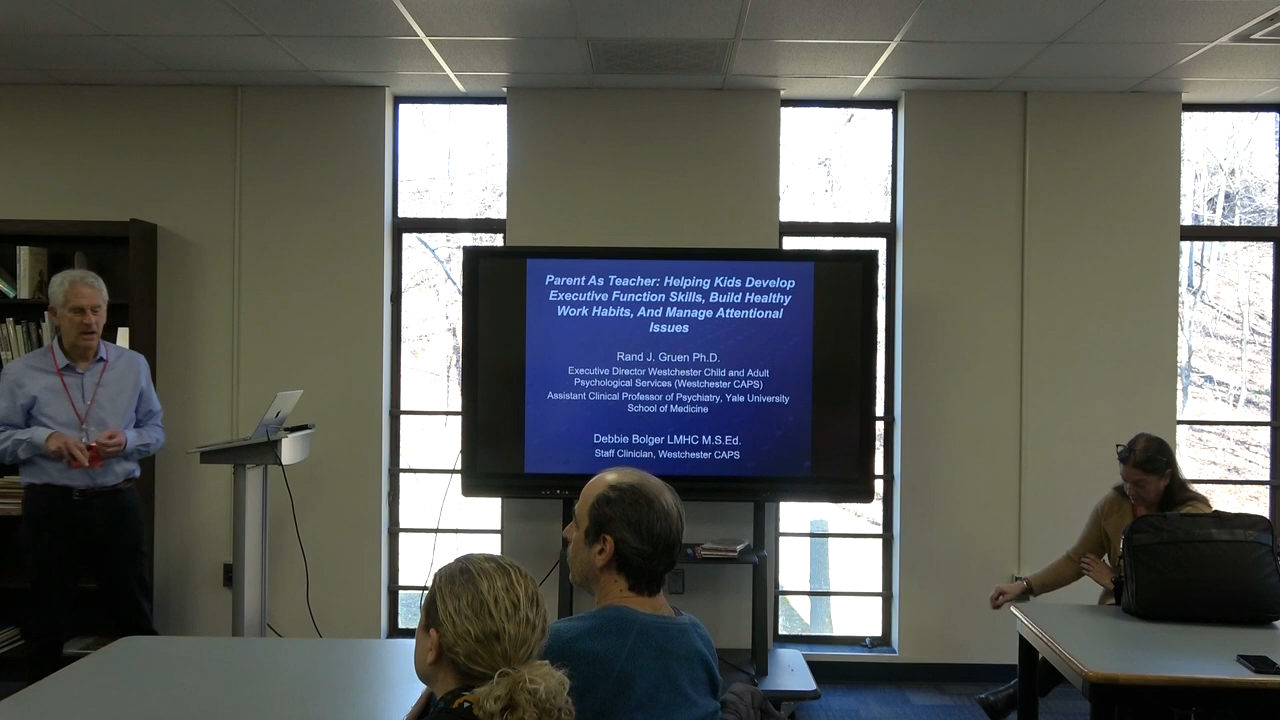 Parent As Teacher: Helping Kids Develop
Executive Function Skills, Build Healthy
Work Habits, And Manage Attentional
Issues
Rand J. Gruen Ph.D.
Executive Director Westchester Child and Adult
Psychological Services (Westchester CAPS)
Assistant Clinical Professor of Psychiatry, Yale University
School of Medicine
Debbie Bolger LMHC M.S.Ed.
Staff Clinician, Westchester CAPS